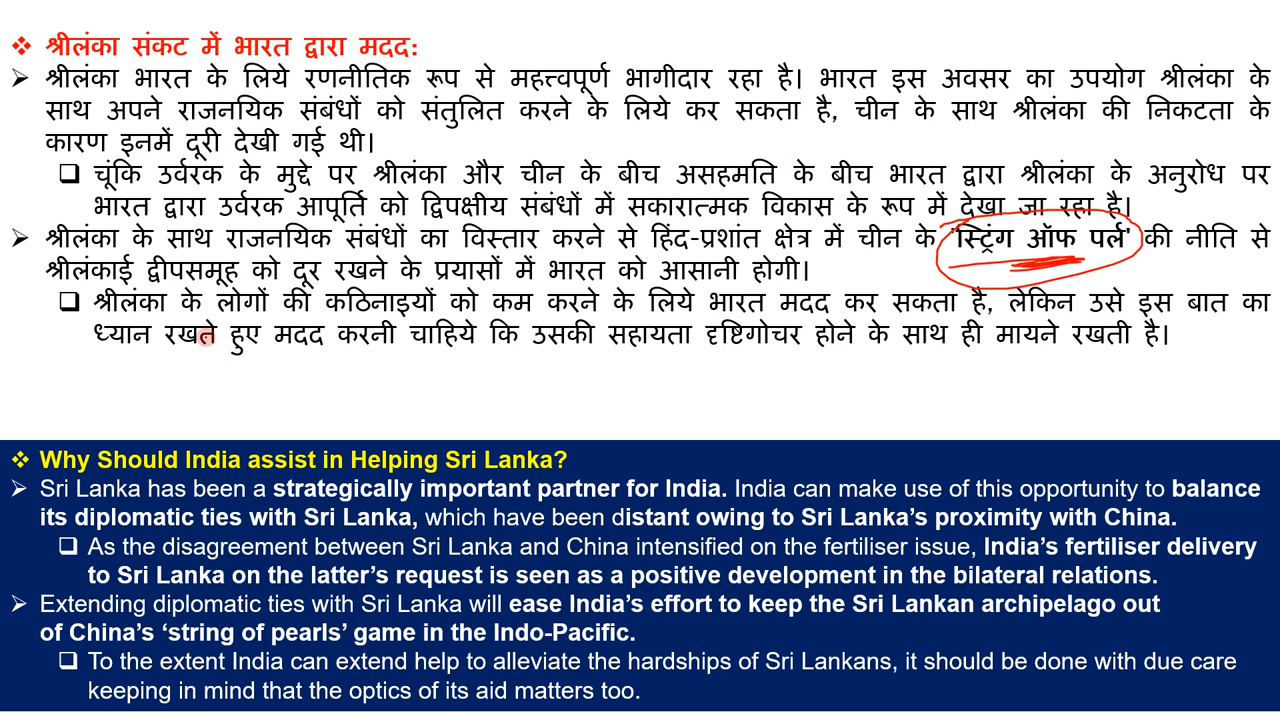 ❖ श्रीलंका संकट में भारत द्वारा मदद:
➢ श्रीलंका भारत के लिये रणनीतिक रूप से महत्त्वपूर्ण भागीदार रहा है। भारत इस अवसर का उपयोग श्रीलंका के
साथ अपने राजनयिक संबंधों को संतुलित करने के लिये कर सकता है, चीन के साथ श्रीलंका की निकटता के
कारण इनमें दूरी देखी गई थी।
❑ चूंकि उर्वरक के मुद्दे पर श्रीलंका और चीन के बीच असहमति के बीच भारत द्वारा श्रीलंका के अनुरोध पर
भारत द्वारा उर्वरक आपूर्ति को द्विपक्षीय संबंधों में सकारात्मक विकास के रूप में देखा जा रहा है।
➢ श्रीलंका के साथ राजनयिक संबंधों का विस्तार करने से हिंद-प्रशांत क्षेत्र में चीन के 'स्ट्रिंग ऑफ पर्ल' की नीति से
श्रीलंकाई द्वीपसमूह को दूर रखने के प्रयासों में भारत को आसानी होगी।
❑ श्रीलंका के लोगों की कठिनाइयों को कम करने के लिये भारत मदद कर सकता है, लेकिन उसे इस बात का
ध्यान रखते हुए मदद करनी चाहिये कि उसकी सहायता दृष्टिगोचर होने के साथ ही मायने रखती है।
❖ Why Should India assist in Helping Sri Lanka?
➢ Sri Lanka has been a strategically important partner for India. India can make use of this opportunity to balance
its diplomatic ties with Sri Lanka, which have been distant owing to Sri Lanka's proximity with China.
❑ As the disagreement between Sri Lanka and China intensified on the fertiliser issue, India's fertiliser delivery
to Sri Lanka on the latter's request is seen as a positive development in the bilateral relations.
➢ Extending diplomatic ties with Sri Lanka will ease India's effort to keep the Sri Lankan archipelago out
of China's 'string of pearls' game in the Indo-Pacific.
❑ To the extent India can extend help to alleviate the hardships of Sri Lankans, it should be done with due care
keeping in mind that the optics of its aid matters too.